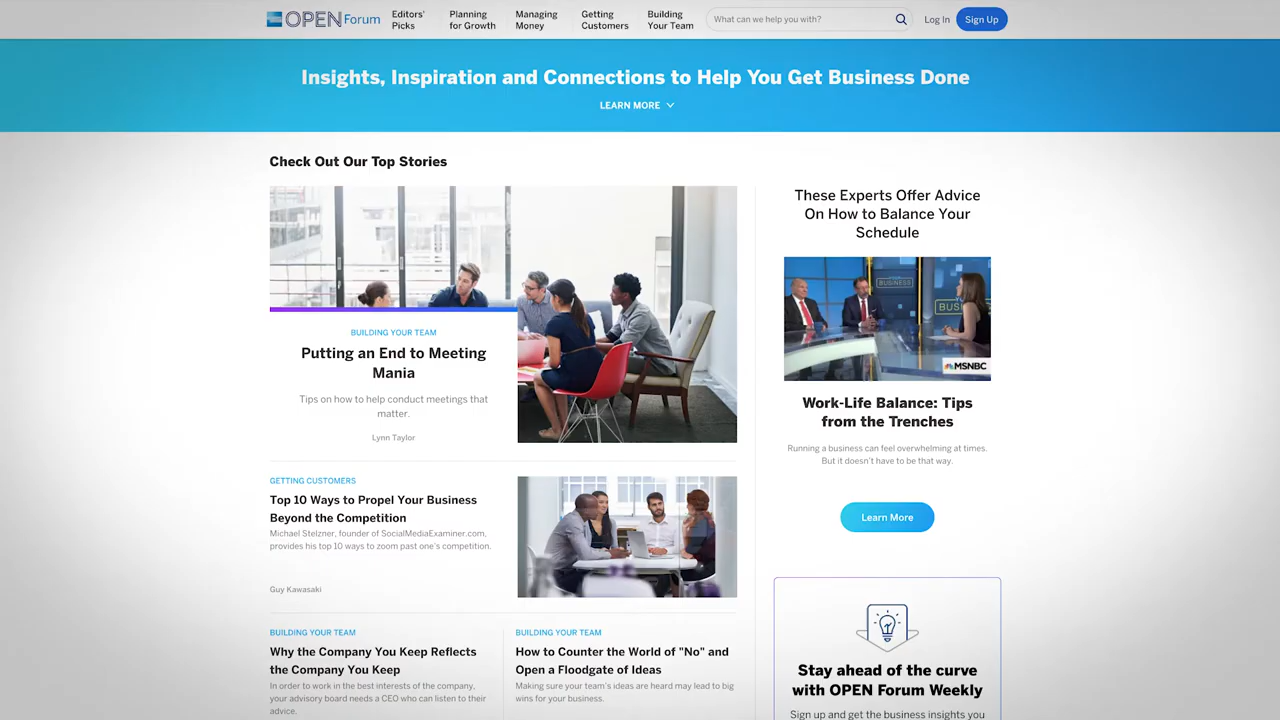 OPEN Forum
Editors'
Picks
Planning
for Growth
Managing
Money
Getting
Customers
Building
Your Team
What can we help you with?
Log In
Sign Up
Insights, Inspiration and Connections to Help You Get Business Done
LEARN MORE
Check Out Our Top Stories
BUILDING YOUR TEAM
Putting an End to Meeting
Mania
Tips on how to help conduct meetings that
matter.
Lynn Taylor
GETTING CUSTOMERS
Top 10 Ways to Propel Your Business
Beyond the Competition
Michael Stelzner, founder of SocialMediaExaminer.com,
provides his top 10 ways to zoom past one's competition.
Guy Kawasaki
BUILDING YOUR TEAM
Why the Company You Keep Reflects
the Company You Keep
In order to work in the best interests of the company,
your advisory board needs a CEO who can listen to their
advice.
BUILDING YOUR TEAM
How to Counter the World of "No" and
Open a Floodgate of Ideas
Making sure your team's ideas are heard may lead to big
wins for your business.
These Experts Offer Advice
On How to Balance Your
Schedule
BUSINESS
BUSI
MSNBC
Work-Life Balance: Tips
from the Trenches
Running a business can feel overwhelming at times.
But it doesn't have to be that way.
Learn More
Stay ahead of the curve
with OPEN Forum Weekly
Sign up and get the business insights you